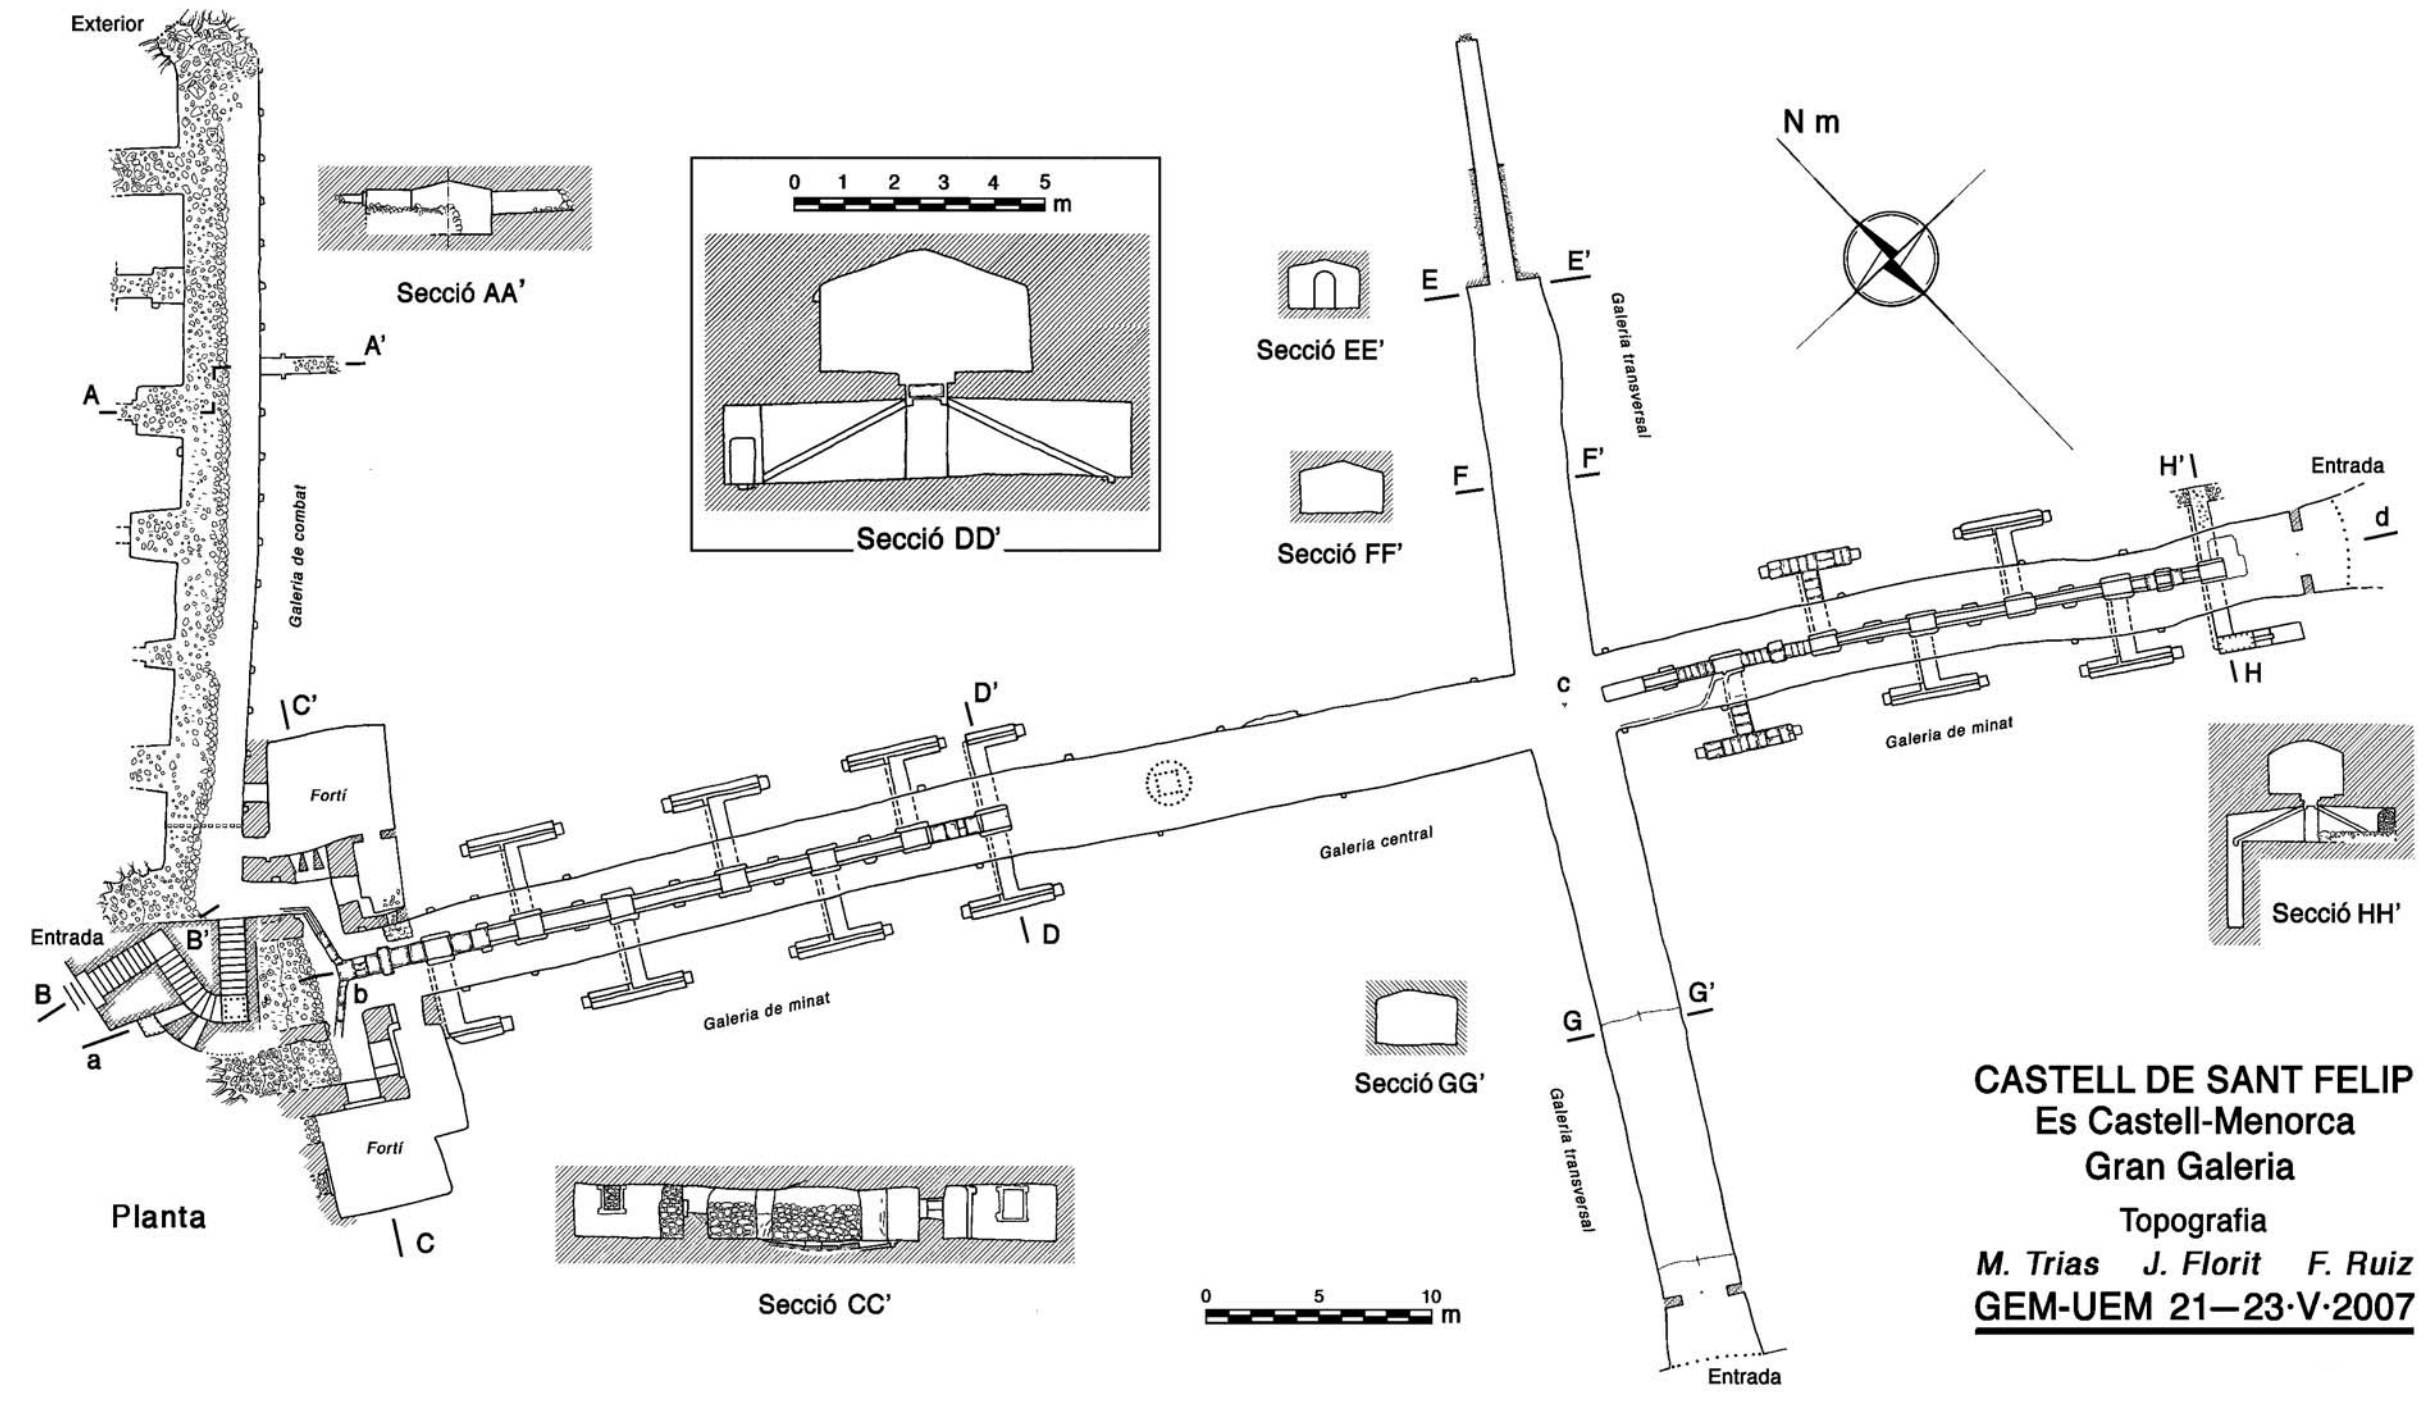 Exterior
N m
0 1 2 3 4 5
m
Secció AA'
E
E'
Secció EE'
A'
A
Galeria transversal
F
F'
H'
Entrada
d
Secció DD'
Secció FF'
Galeria de combat
C'
D'
c
H
Galeria de minat
Fortí
Galeria central
Entrada
B'
D
Secció HH'
B
b
a
Galeria de minat
G
G'
Secció GG'
CASTELL DE SANT FELIP
Es Castell-Menorca
Gran Galeria
Topografia
M. Trias J. Florit F. Ruiz
GEM-UEM 21—23·V·2007
Fortí
Galeria transversal
Planta
C
Secció CC'
0 5 10
m
Entrada